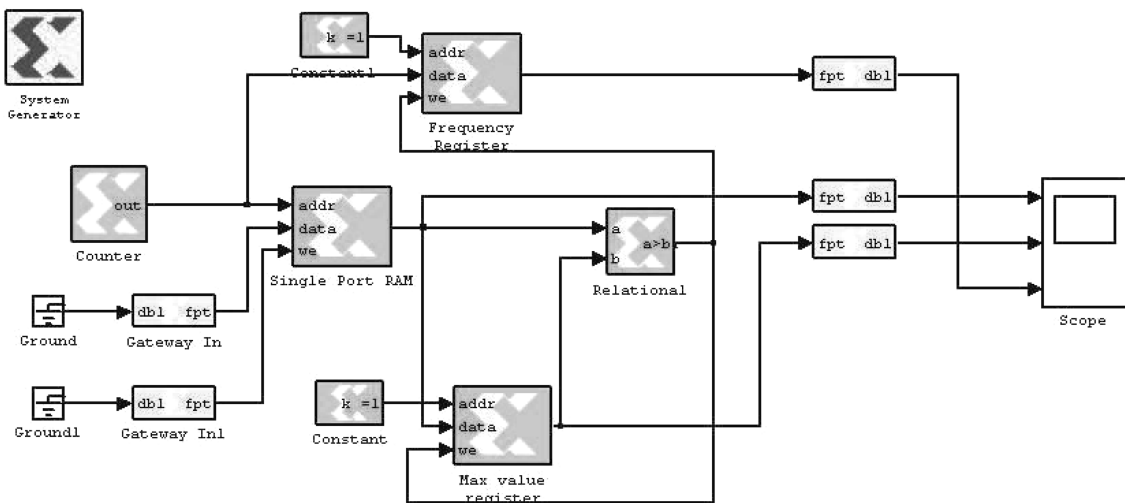 k =1
Constant1
addr
data
we
Frequency
Register
fpt dbl
System
Generator
out
Counter
addr
data
we
Single Port RAM
a
b
a>b
Relational
fpt dbl
fpt dbl
Scope
Ground
dbl fpt
Gateway In
Ground1
dbl fpt
Gateway In1
k =1
Constant
addr
data
we
Max value
register